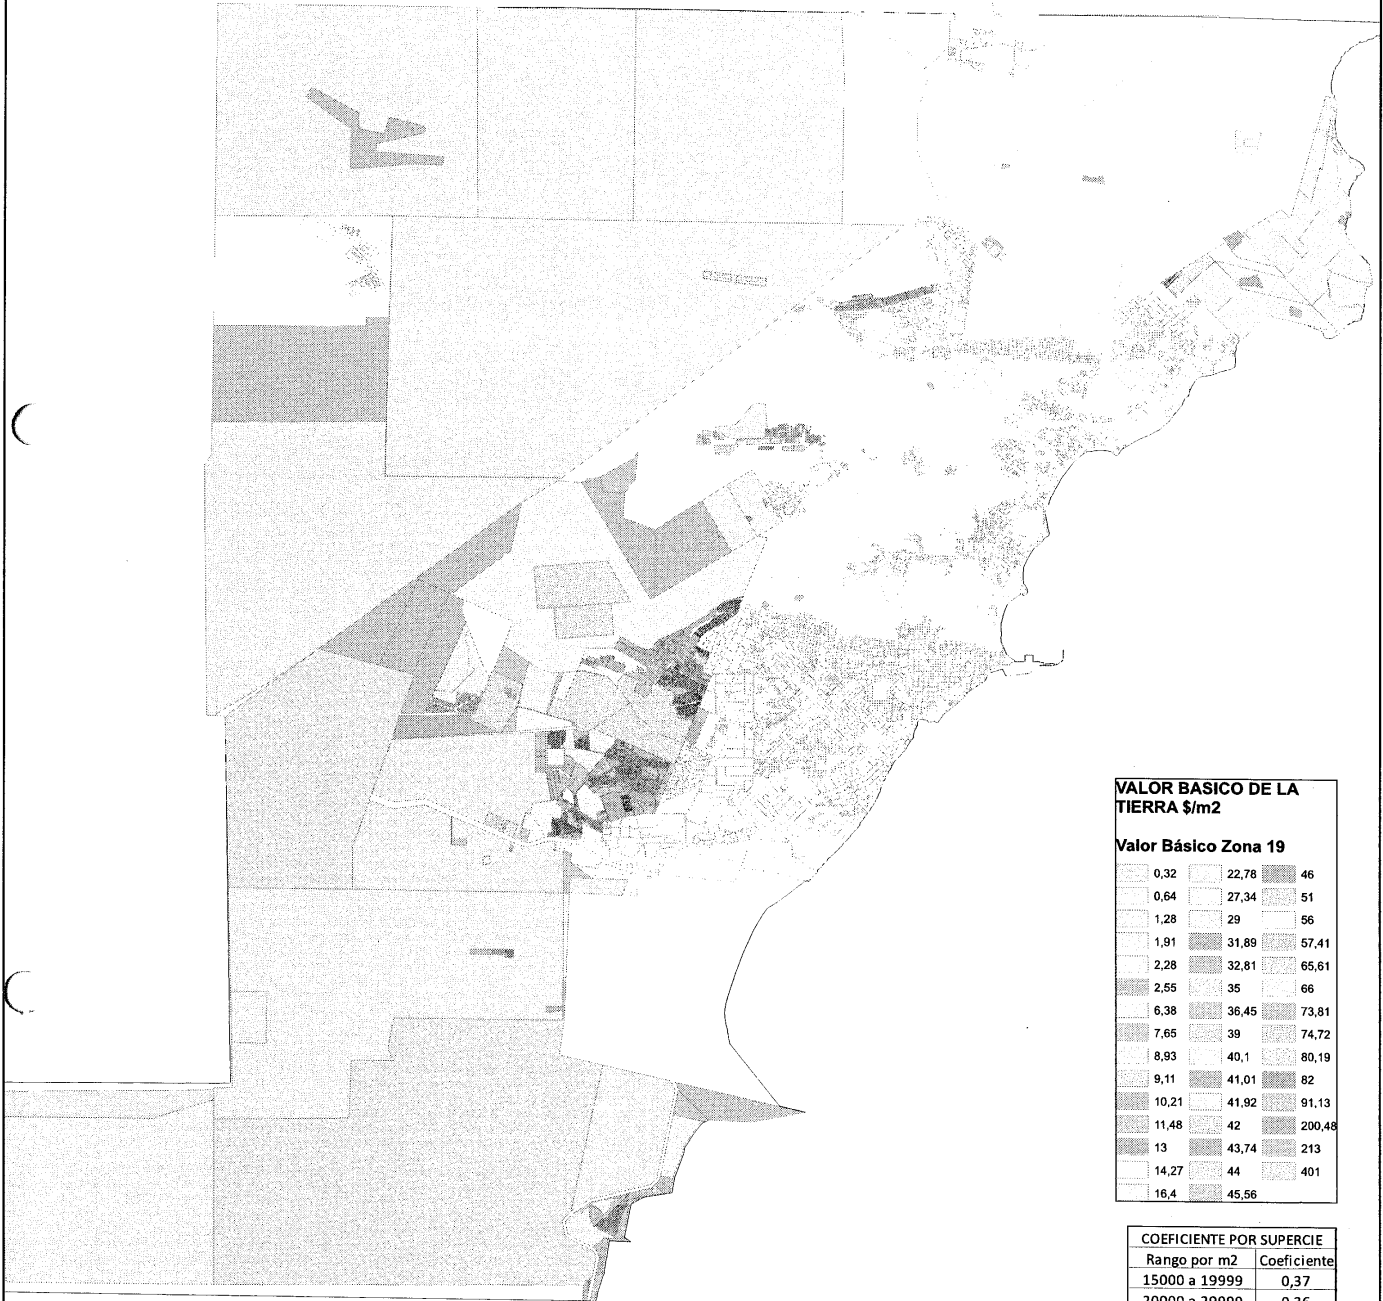 VALOR BASICO DE LA
TIERRA $/m2
Valor Básico Zona 19
0,32 22,78 46
0,64 27,34 51
1,28 29 56
1,91 31,89 57,41
2,28 32,81 65,61
2,55 35 66
6,38 36,45 73,81
7,65 39 74,72
8,93 40,1 80,19
9,11 41,01 82
10,21 41,92 91,13
11,48 42 200,48
13 43,74 213
14,27 44 401
16,4 45,56
COEFICIENTE POR SUPERCIE
Rango por m2 Coeficiente
15000 a 19999 0,37
20000 a 29999 0,36